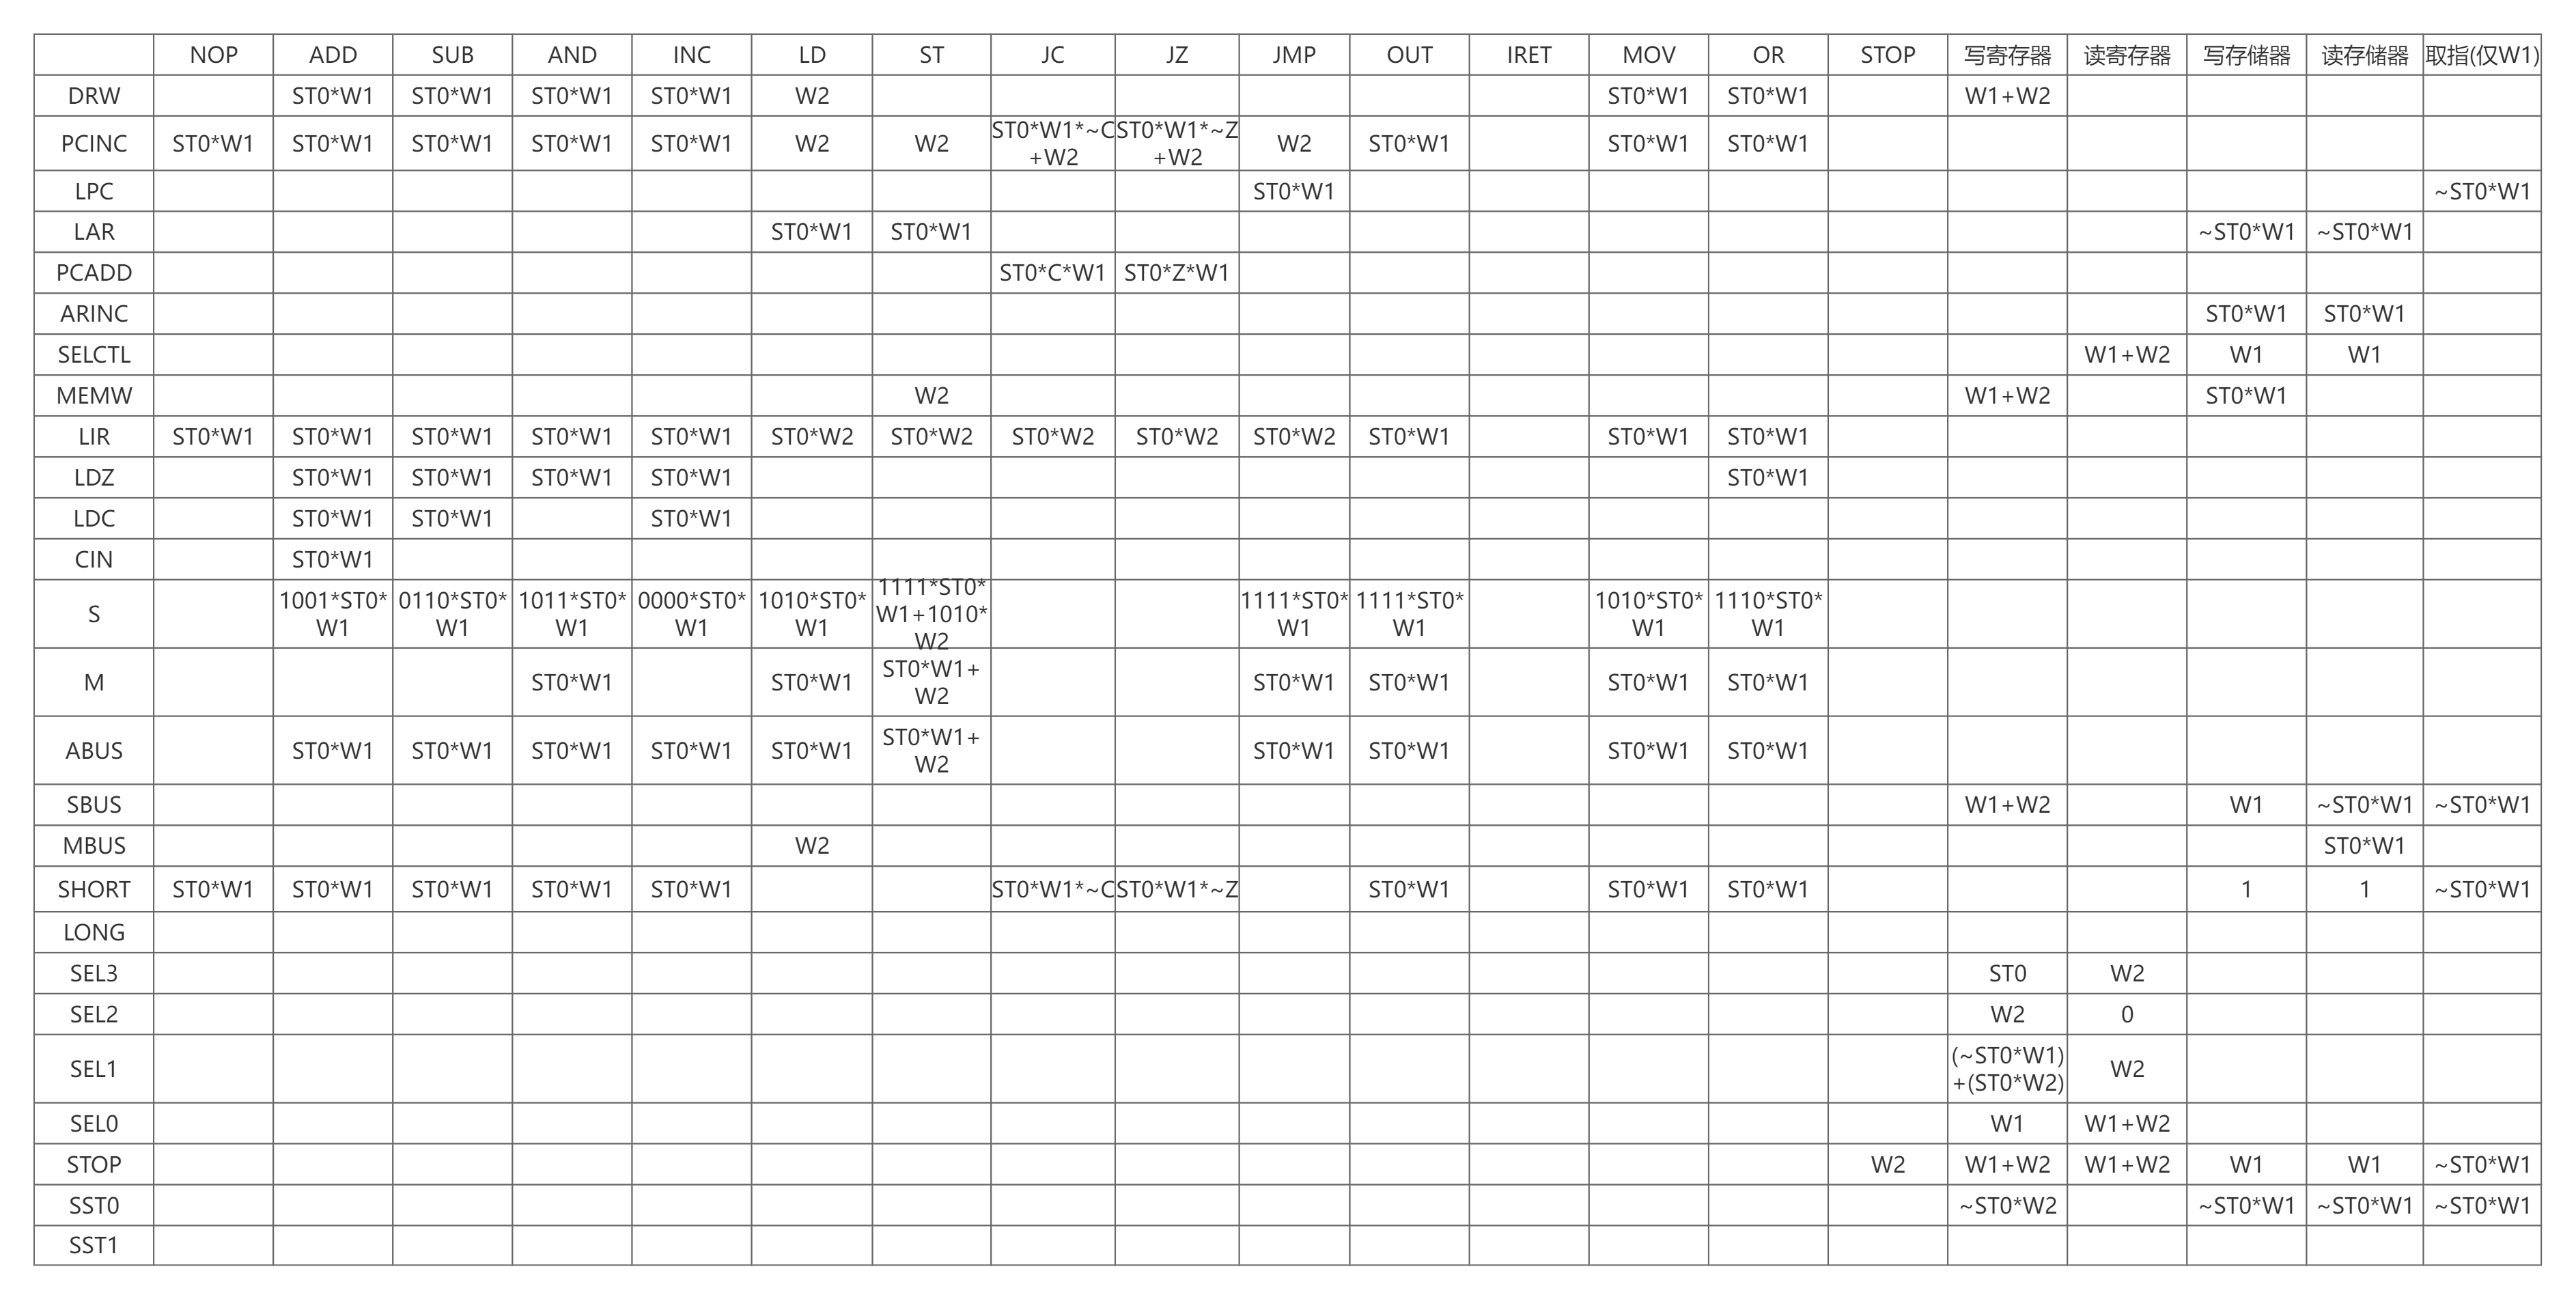 NOP ADD SUB AND INC LD ST JC JZ JMP OUT IRET MOV OR STOP 写寄存器 读寄存器 写存储器 读存储器 取指(仅W1)
DRW ST0*W1 ST0*W1 ST0*W1 ST0*W1 W2 ST0*W1 ST0*W1 W1+W2
PCINC ST0*W1 ST0*W1 ST0*W1 ST0*W1 ST0*W1 W2 W2 ST0*W1*~C ST0*W1*~Z W2 ST0*W1 ST0*W1 ST0*W1
+W2 +W2
LPC ST0*W1 ~ST0*W1
LAR ST0*W1 ST0*W1 ~ST0*W1 ~ST0*W1
PCADD ST0*C*W1 ST0*Z*W1
ARINC ST0*W1 ST0*W1
SELCTL W1+W2 W1 W1
MEMW W2 W1+W2 ST0*W1
LIR ST0*W1 ST0*W1 ST0*W1 ST0*W1 ST0*W1 ST0*W2 ST0*W2 ST0*W2 ST0*W2 ST0*W2 ST0*W1 ST0*W1 ST0*W1
LDZ ST0*W1 ST0*W1 ST0*W1 ST0*W1 ST0*W1
LDC ST0*W1 ST0*W1 ST0*W1
CIN ST0*W1
S 1001*ST0* 0110*ST0* 1011*ST0* 0000*ST0* 1010*ST0* 1111*ST0* 1111*ST0* 1111*ST0* 1010*ST0* 1110*ST0*
W1 W1 W1 W1 W1 W1+1010* W1 W1 W1 W1
W2
M ST0*W1 ST0*W1 ST0*W1+ ST0*W1 ST0*W1 ST0*W1 ST0*W1
W2
ABUS ST0*W1 ST0*W1 ST0*W1 ST0*W1 ST0*W1 ST0*W1+ ST0*W1 ST0*W1 ST0*W1 ST0*W1
W2
SBUS W1+W2 W1 ~ST0*W1 ~ST0*W1
MBUS W2 ST0*W1
SHORT ST0*W1 ST0*W1 ST0*W1 ST0*W1 ST0*W1 ST0*W1*~C ST0*W1*~Z ST0*W1 ST0*W1 ST0*W1 1 1 ~ST0*W1
LONG
SEL3 ST0 W2
SEL2 W2 0
SEL1 (~ST0*W1) W2
+(ST0*W2)
SEL0 W1 W1+W2
STOP W2 W1+W2 W1+W2 W1 W1 ~ST0*W1
SST0 ~ST0*W2 ~ST0*W1 ~ST0*W1 ~ST0*W1
SST1